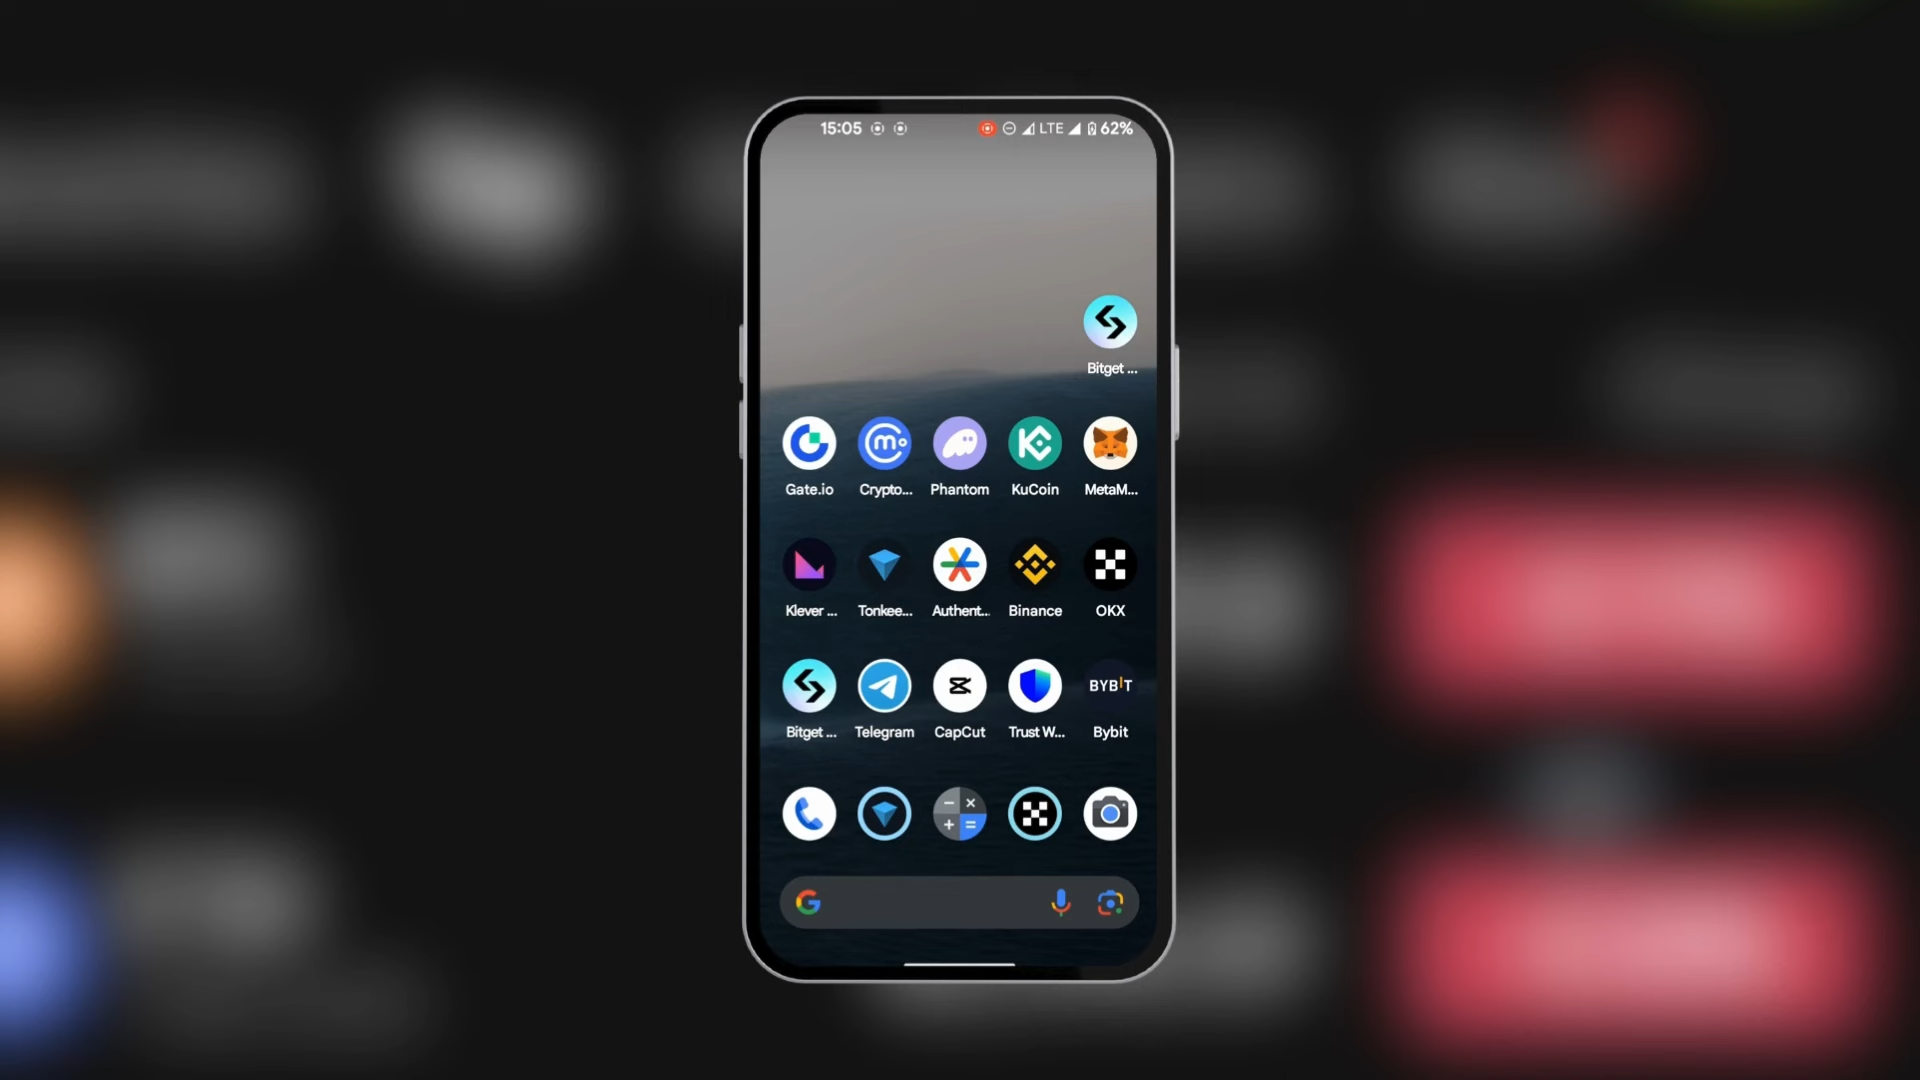 15:05 LTE 62%
Bitget ...
Gate.io Crypto... Phantom KuCoin MetaM...
Klever ... Tonkee... Authent... Binance OKX
BYBIT
Bitget ... Telegram CapCut Trust W... Bybit